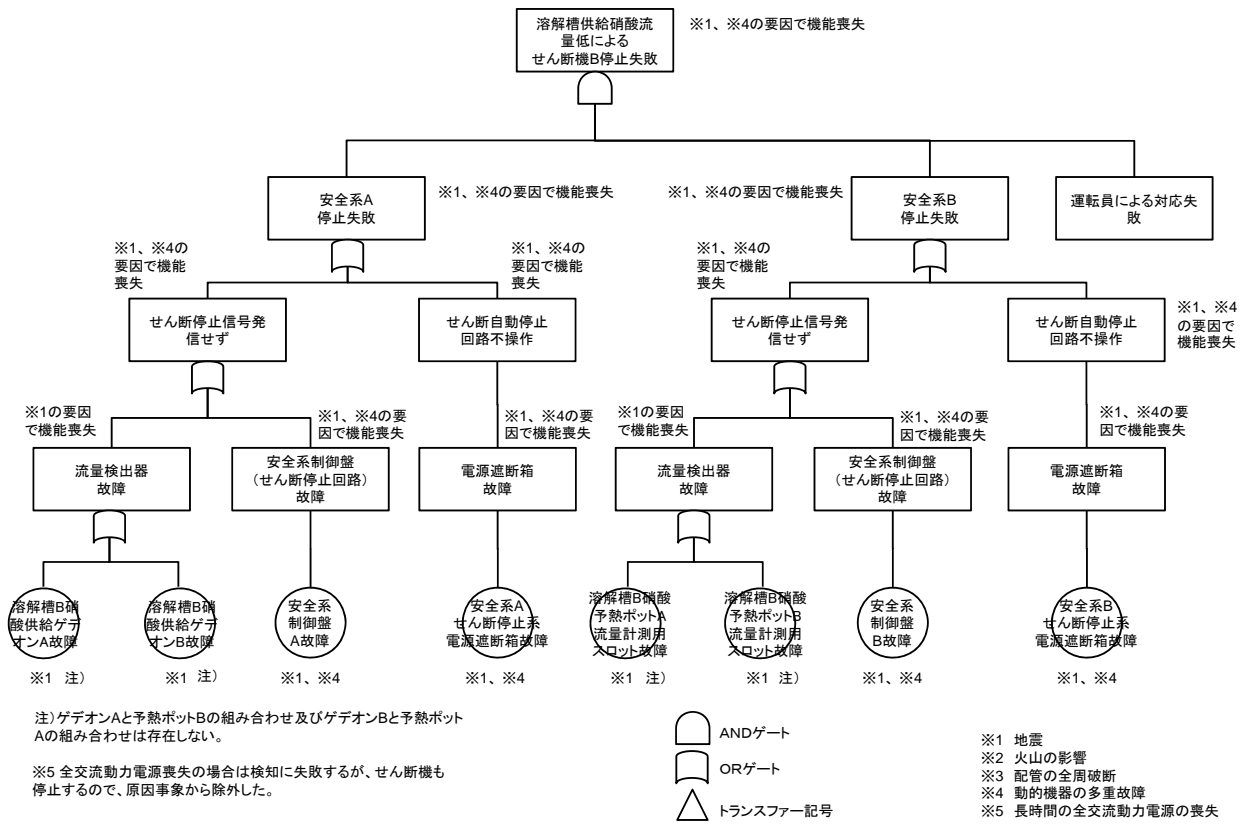 溶解槽供給硝酸流
量低による
せん断機B停止失敗
※1、※4の要因で機能喪失
安全系A
停止失敗
※1、※4の要因で機能喪失
※1、※4の要因で機能喪失
安全系B
停止失敗
運転員による対応失
敗
※1、※4の
要因で機能
喪失
※1、※4の
要因で機能
喪失
※1、※4の
要因で機能
喪失
せん断停止信号発
信せず
せん断自動停止
回路不操作
せん断停止信号発
信せず
せん断自動停止
回路不操作
※1、※4
の要因で
機能喪失
※1の要因
で機能喪失
※1、※4の要
因で機能喪失
※1、※4の要
因で機能喪失
※1の要因
で機能喪失
※1、※4の要
因で機能喪失
※1、※4の要
因で機能喪失
流量検出器
故障
安全系制御盤
(せん断停止回路)
故障
電源遮断箱
故障
流量検出器
故障
安全系制御盤
(せん断停止回路)
故障
電源遮断箱
故障
溶解槽B硝
酸供給ゲデ
オンA故障
溶解槽B硝
酸供給ゲデ
オンB故障
安全系
制御盤
A故障
安全系A
せん断停止系
電源遮断箱故障
溶解槽B硝酸
予熱ポットA
流量計測用
スロット故障
溶解槽B硝酸
予熱ポットB
流量計測用
スロット故障
安全系
制御盤
B故障
安全系B
せん断停止系
電源遮断箱故障
※1 注)
※1 注)
※1、※4
※1、※4
※1 注)
※1 注)
※1、※4
※1、※4
注)ゲデオンAと予熱ポットBの組み合わせ及びゲデオンBと予熱ポット
Aの組み合わせは存在しない。
※5 全交流動力電源喪失の場合は検知に失敗するが、せん断機も
停止するので、原因事象から除外した。
ANDゲート
ORゲート
トランスファー記号
※1 地震
※2 火山の影響
※3 配管の全周破断
※4 動的機器の多重故障
※5 長時間の全交流動力電源の喪失